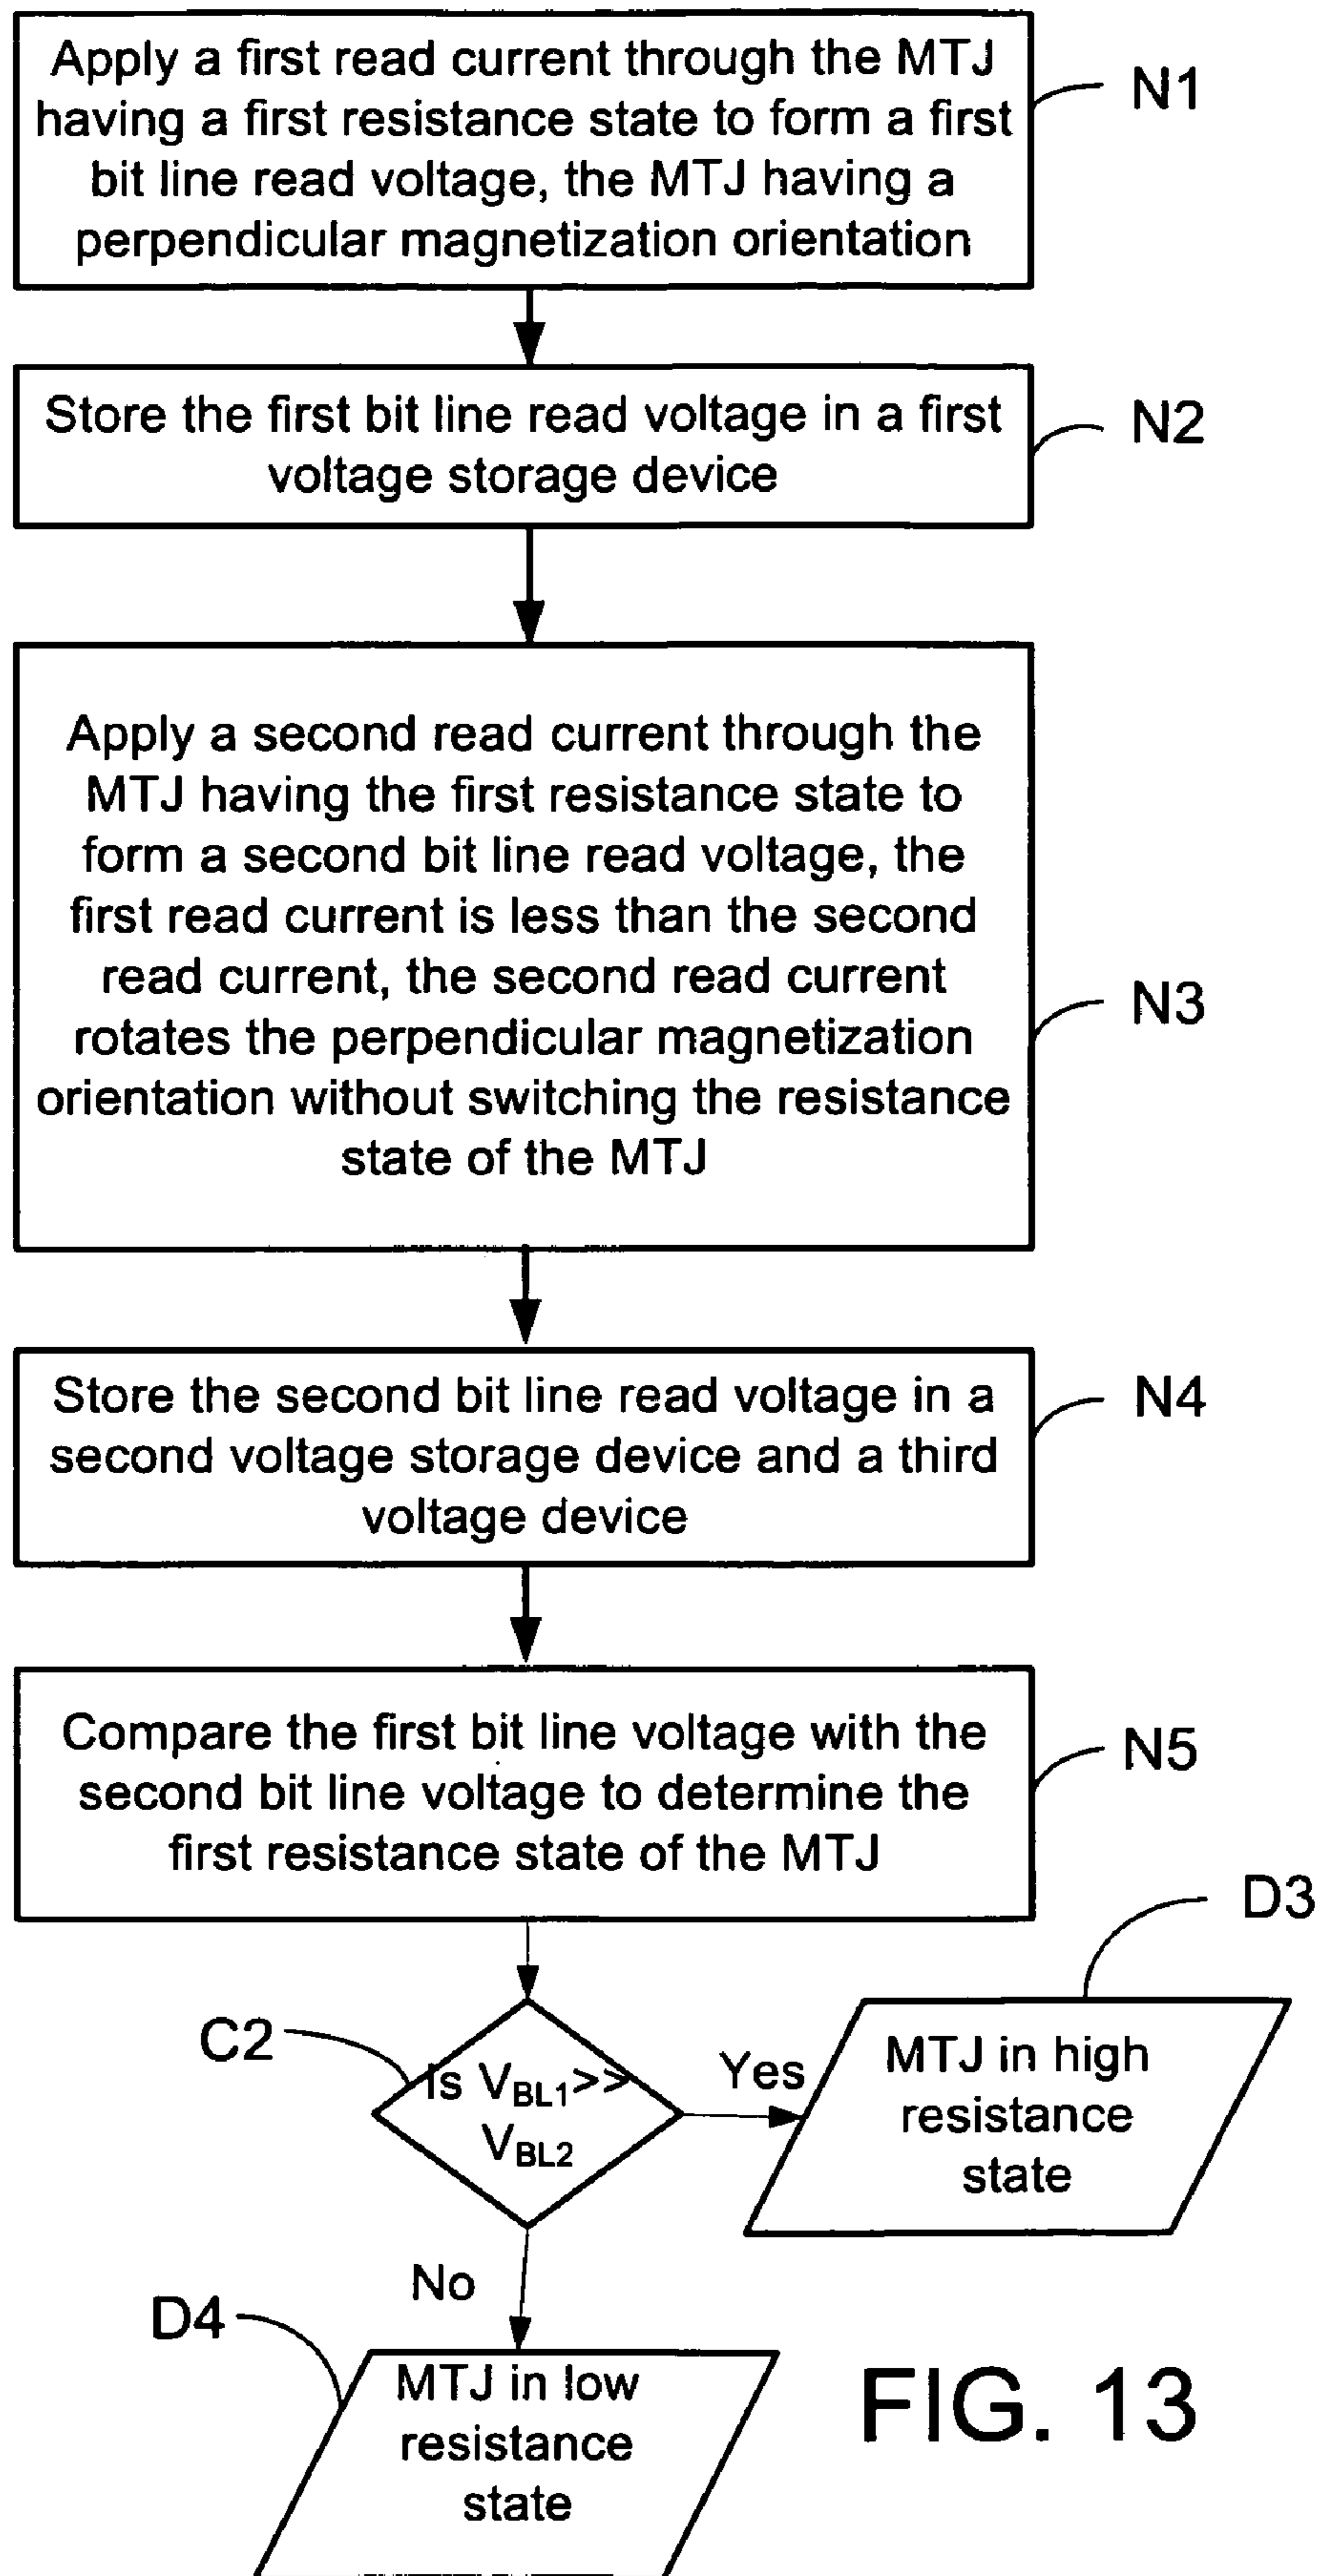 Apply a first read current through the MTJ
having a first resistance state to form a first
bit line read voltage, the MTJ having a
perpendicular magnetization orientation
N1
Store the first bit line read voltage in a first
voltage storage device
N2
Apply a second read current through the
MTJ having the first resistance state to
form a second bit line read voltage, the
first read current is less than the second
read current, the second read current
rotates the perpendicular magnetization
orientation without switching the resistance
state of the MTJ
N3
Store the second bit line read voltage in a
second voltage storage device and a third
voltage device
N4
Compare the first bit line voltage with the
second bit line voltage to determine the
first resistance state of the MTJ
N5
C2
Is VBL1>>
VBL2
Yes
D3
MTJ in high
resistance
state
No
D4
MTJ in low
resistance
state
FIG. 13